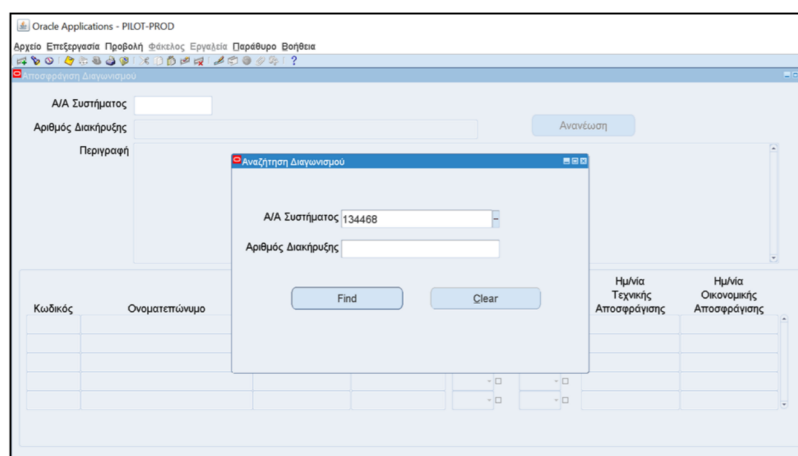 Oracle Applications - PILOT-PROD
Αρχείο Επεξεργασία Προβολή Φάκελος Εργαλεία Παράθυρο Βοήθεια
Αποσφράγιση Διαγωνισμού
Α/Α Συστήματος
Αριθμός Διακήρυξης
Ανανέωση
Περιγραφή
Αναζήτηση Διαγωνισμού
Α/Α Συστήματος 134468
Αριθμός Διακήρυξης
Find Clear
Κωδικός Ονοματεπώνυμο
Ημ/νία Τεχνικής Αποσφράγισης
Ημ/νία Οικονομικής Αποσφράγισης